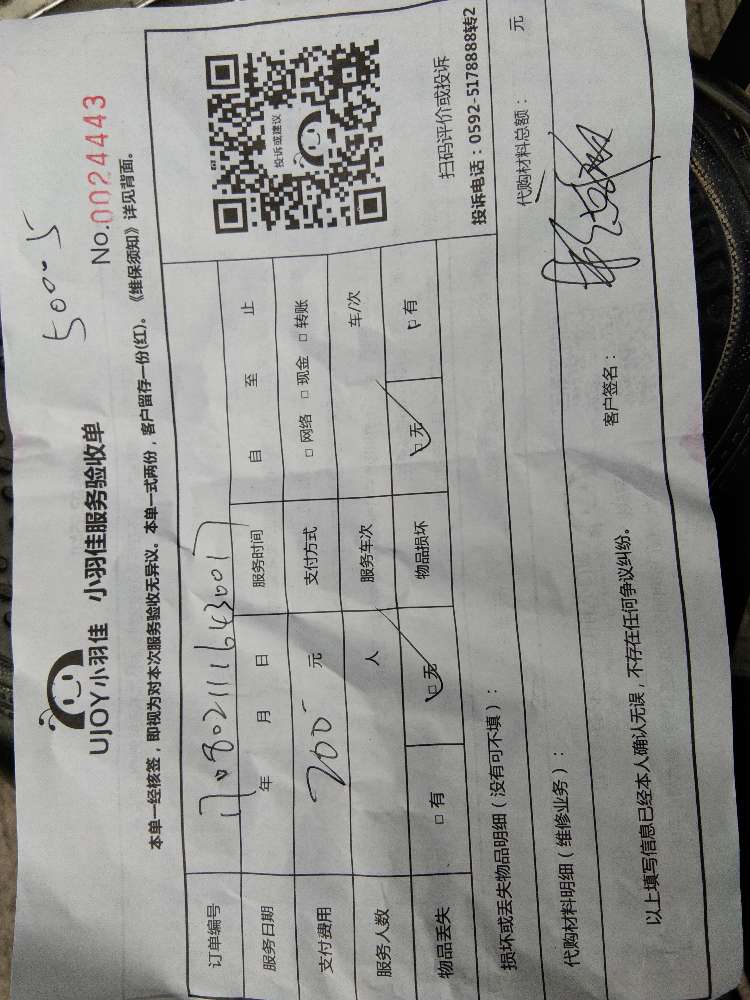 500-5
UJOY小羽佳 小羽佳服务验收单 No.0024443
本单一经核签，即视为对本次服务验收无异议。本单一式两份，客户留存一份(红)。《维保须知》详见背面。
订单编号
服务日期 年 月 日 服务时间 自 至 止
支付费用 200- 元 支付方式 □ 网络 □ 现金 □ 转账
服务人数 人 服务车次 车/次
物品丢失 □ 有 □ 无 物品损坏 □ 无 □ 有
投诉或建议
扫码评价或投诉
投诉电话：0592-5178888转2
损坏或丢失物品明细（没有可不填）：
代购材料明细（维修业务）： 代购材料总额： 元
以上填写信息已经本人确认无误，不存在任何争议纠纷。 客户签名：